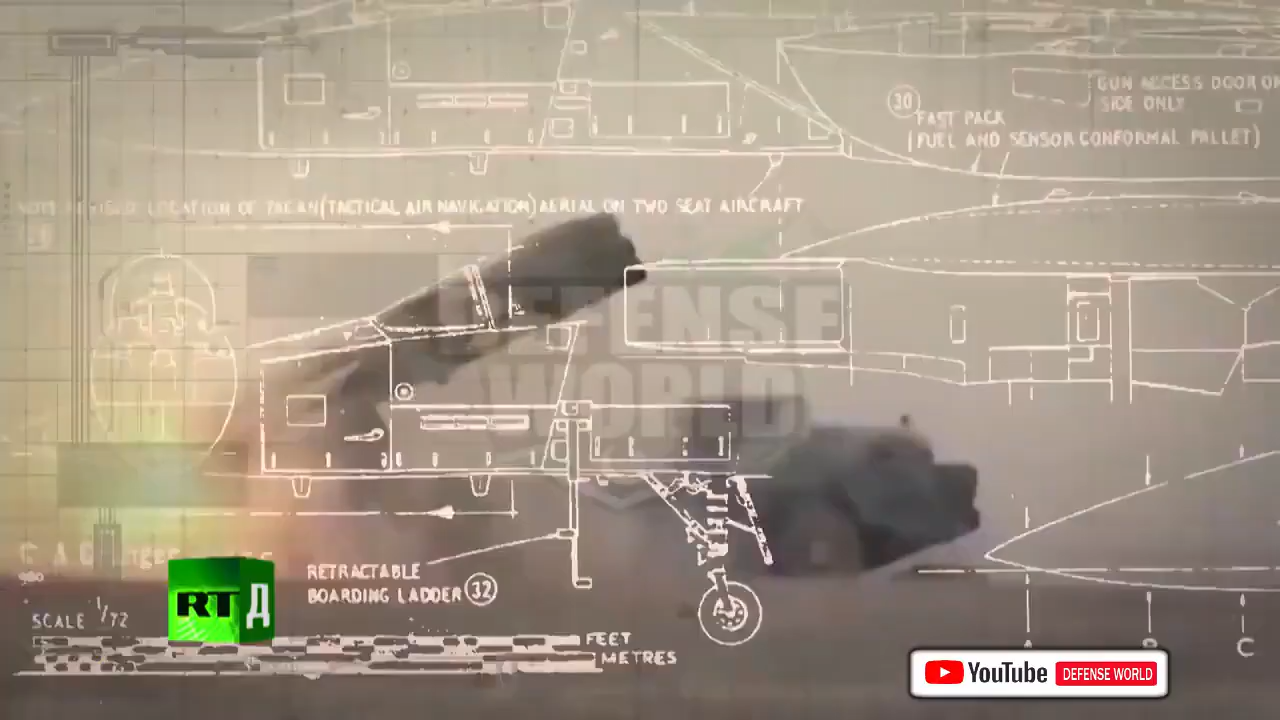 GUN ACCESS DOOR ON
SIDE ONLY
30
FAST PACK
(FUEL AND SENSOR CONFORMAL PALLET)
LOCATION OF TACAN (TACTICAL AIR NAVIGATION) AERIAL ON TWO SEAT AIRCRAFT
DEFENSE
WORLD
RETRACTABLE
BOARDING LADDER 32
SCALE 1/72
FEET
METRES
RT Д
A B C
YouTube DEFENSE WORLD